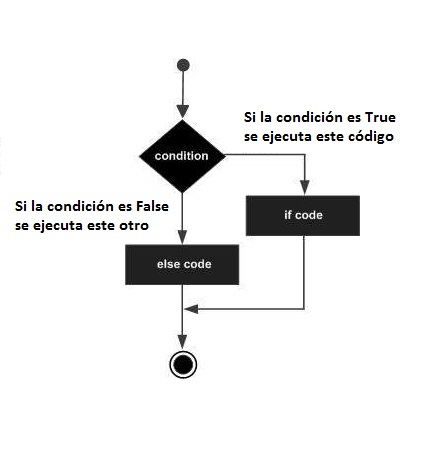 Si la condición es True
se ejecuta este código
condition
Si la condición es False
se ejecuta este otro
if code
else code